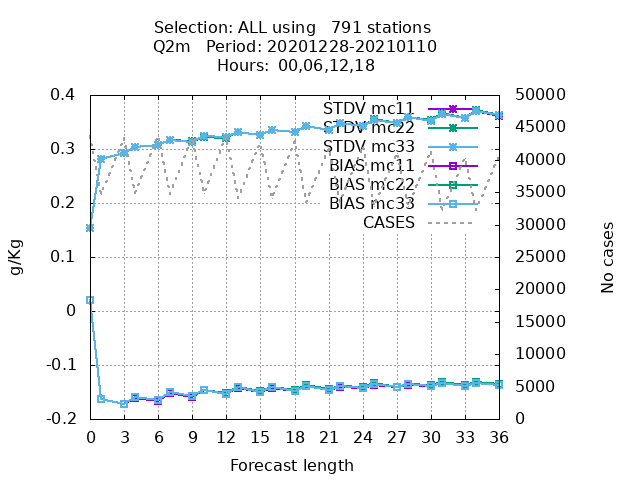 Selection: ALL using   791 stations
Q2m   Period: 20201228-20210110
Hours:  00,06,12,18
0.4
0.3
0.2
0.1
0
-0.1
-0.2
50000
45000
40000
35000
30000
25000
20000
15000
10000
5000
0
STDV mc11
STDV mc22
STDV mc33
BIAS mc11
BIAS mc22
BIAS mc33
CASES
g/Kg
No cases
0 3 6 9 12 15 18 21 24 27 30 33 36
Forecast length